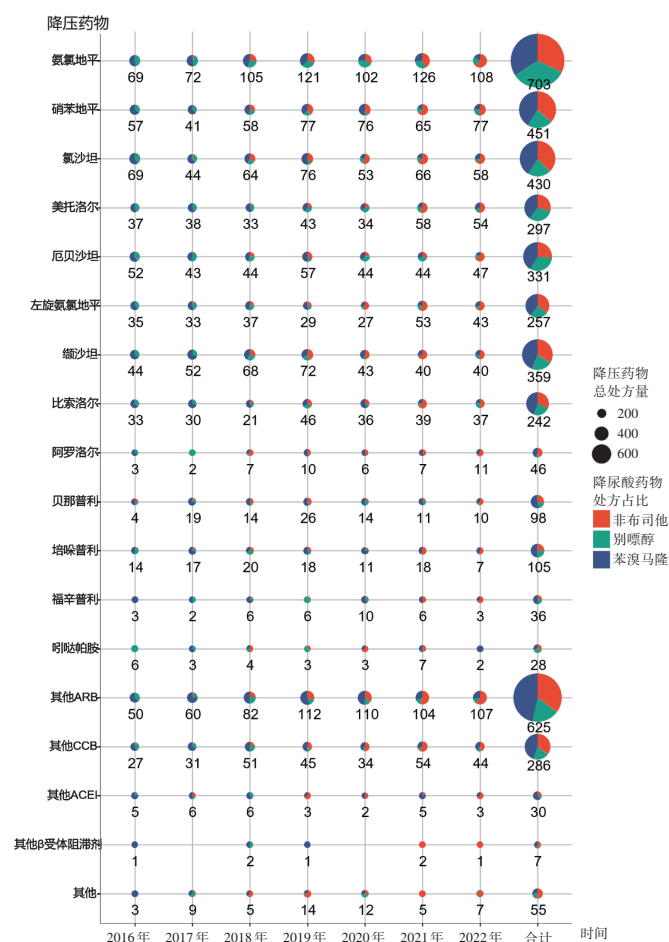 降压药物
氨氯地平
69 72 105 121 102 126 108 703
硝苯地平
57 41 58 77 76 65 77 451
氯沙坦
69 44 64 76 53 66 58 430
美托洛尔
37 38 33 43 34 58 54 297
厄贝沙坦
52 43 44 57 44 44 47 331
左旋氨氯地平
35 33 37 29 27 53 43 257
缬沙坦
44 52 68 72 43 40 40 359
比索洛尔
33 30 21 46 36 39 37 242
阿罗洛尔
3 2 7 10 6 7 11 46
贝那普利
4 19 14 26 14 11 10 98
培哚普利
14 17 20 18 11 18 7 105
福辛普利
3 2 6 6 10 6 3 36
吲哒帕胺
6 3 4 3 3 7 2 28
其他ARB
50 60 82 112 110 104 107 625
其他CCB
27 31 51 45 34 54 44 286
其他ACEI
5 6 6 3 2 5 3 30
其他β受体阻滞剂
1 2 1 2 1 7
其他
3 9 5 14 12 5 7 55
2016年 2017年 2018年 2019年 2020年 2021年 2022年 合计 时间
降压药物
总处方量
200
400
600
降尿酸药物
处方占比
非布司他
别嘌醇
苯溴马隆